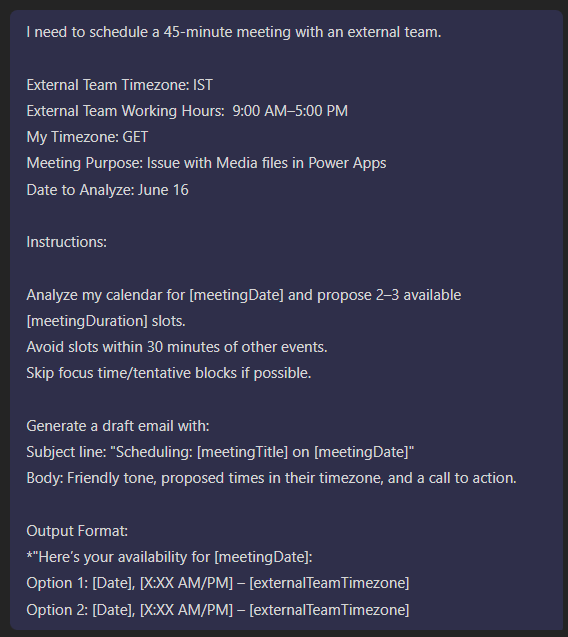 I need to schedule a 45-minute meeting with an external team.
External Team Timezone: IST
External Team Working Hours:  9:00 AM–5:00 PM
My Timezone: GET
Meeting Purpose: Issue with Media files in Power Apps
Date to Analyze: June 16
Instructions:
Analyze my calendar for [meetingDate] and propose 2–3 available
[meetingDuration] slots.
Avoid slots within 30 minutes of other events.
Skip focus time/tentative blocks if possible.
Generate a draft email with:
Subject line: "Scheduling: [meetingTitle] on [meetingDate]"
Body: Friendly tone, proposed times in their timezone, and a call to action.
Output Format:
*"Here’s your availability for [meetingDate]:
Option 1: [Date], [X:XX AM/PM] – [externalTeamTimezone]
Option 2: [Date], [X:XX AM/PM] – [externalTeamTimezone]